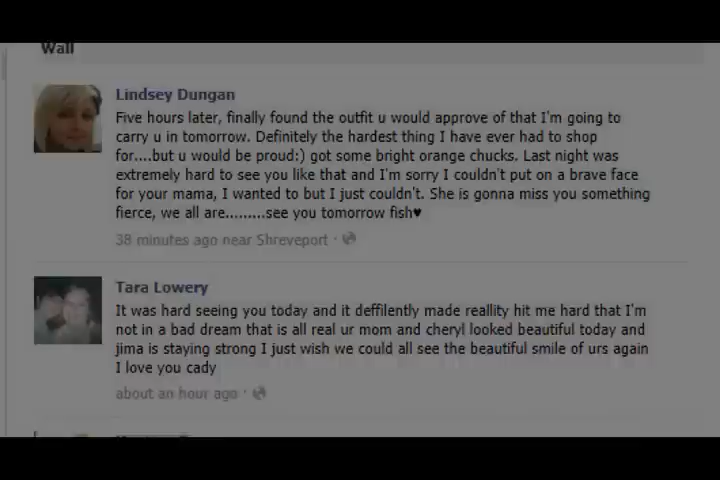 Wall
Lindsey Dungan
Five hours later, finally found the outfit u would approve of that I'm going to
carry u in tomorrow. Definitely the hardest thing I have ever had to shop
for....but u would be proud:) got some bright orange chucks. Last night was
extremely hard to see you like that and I'm sorry I couldn't put on a brave face
for your mama, I wanted to but I just couldn't. She is gonna miss you something
fierce, we all are.........see you tomorrow fish♥
38 minutes ago near Shreveport ·
Tara Lowery
It was hard seeing you today and it deffilently made reallity hit me hard that I'm
not in a bad dream that is all real ur mom and cheryl looked beautiful today and
jima is staying strong I just wish we could all see the beautiful smile of urs again
I love you cady
about an hour ago ·